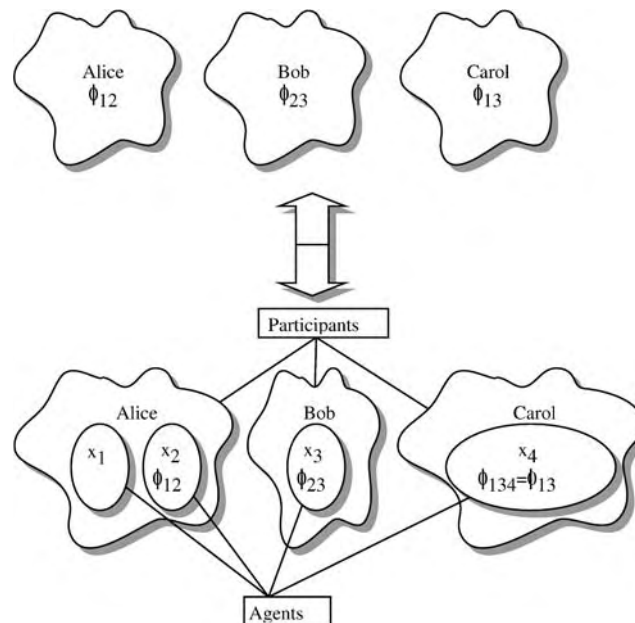 Alice
ϕ12
Bob
ϕ23
Carol
ϕ13
Participants
Alice
x1
x2
ϕ12
Bob
x3
ϕ23
Carol
x4
ϕ134=ϕ13
Agents